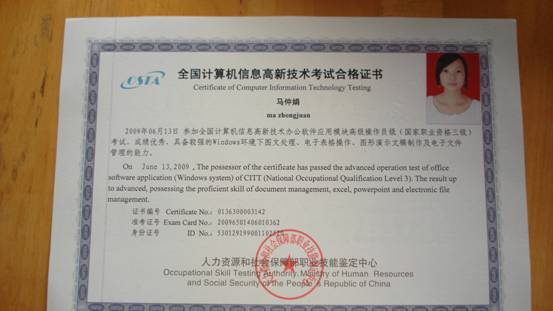 OSTA
全国计算机信息高新技术考试合格证书
Certificate of Computer Information Technology Testing
马仲娟
ma zhongjuan
2009年06月13日 参加全国计算机信息高新技术办公软件应用模块高级操作员级（国家职业资格三级）
考试。成绩优秀。具备较强的Windows环境下图文处理、电子表格操作、图形演示文稿制作及电子文件
管理的能力。
On June 13,2009 , The possessor of the certificate has passed the advanced operation test of office
software application (Windows system) of CITT (National Occupational Qualification Level 3). The result up
to advanced, possessing the proficient skill of document management, excel, powerpoint and electronic file
management.
证书编号 Certificate No.: 0136300003142
准考证号 Exam Card No.: 20096301406010362
身份证号 ID No.:
人力资源和社会保障部职业技能鉴定中心
Occupational Skill Testing Authority,Ministry of Human Resources
and Social Security of the People's Republic of China